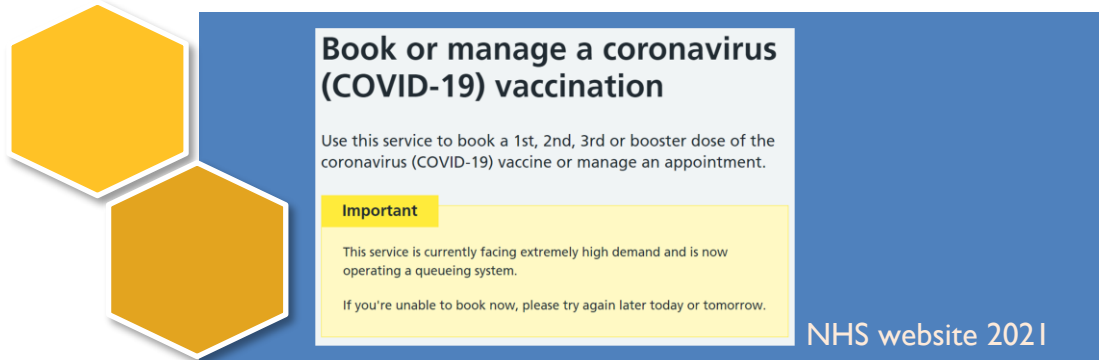 Book or manage a coronavirus
(COVID-19) vaccination
Use this service to book a 1st, 2nd, 3rd or booster dose of the
coronavirus (COVID-19) vaccine or manage an appointment.
Important
This service is currently facing extremely high demand and is now
operating a queueing system.
If you're unable to book now, please try again later today or tomorrow.
NHS website 2021